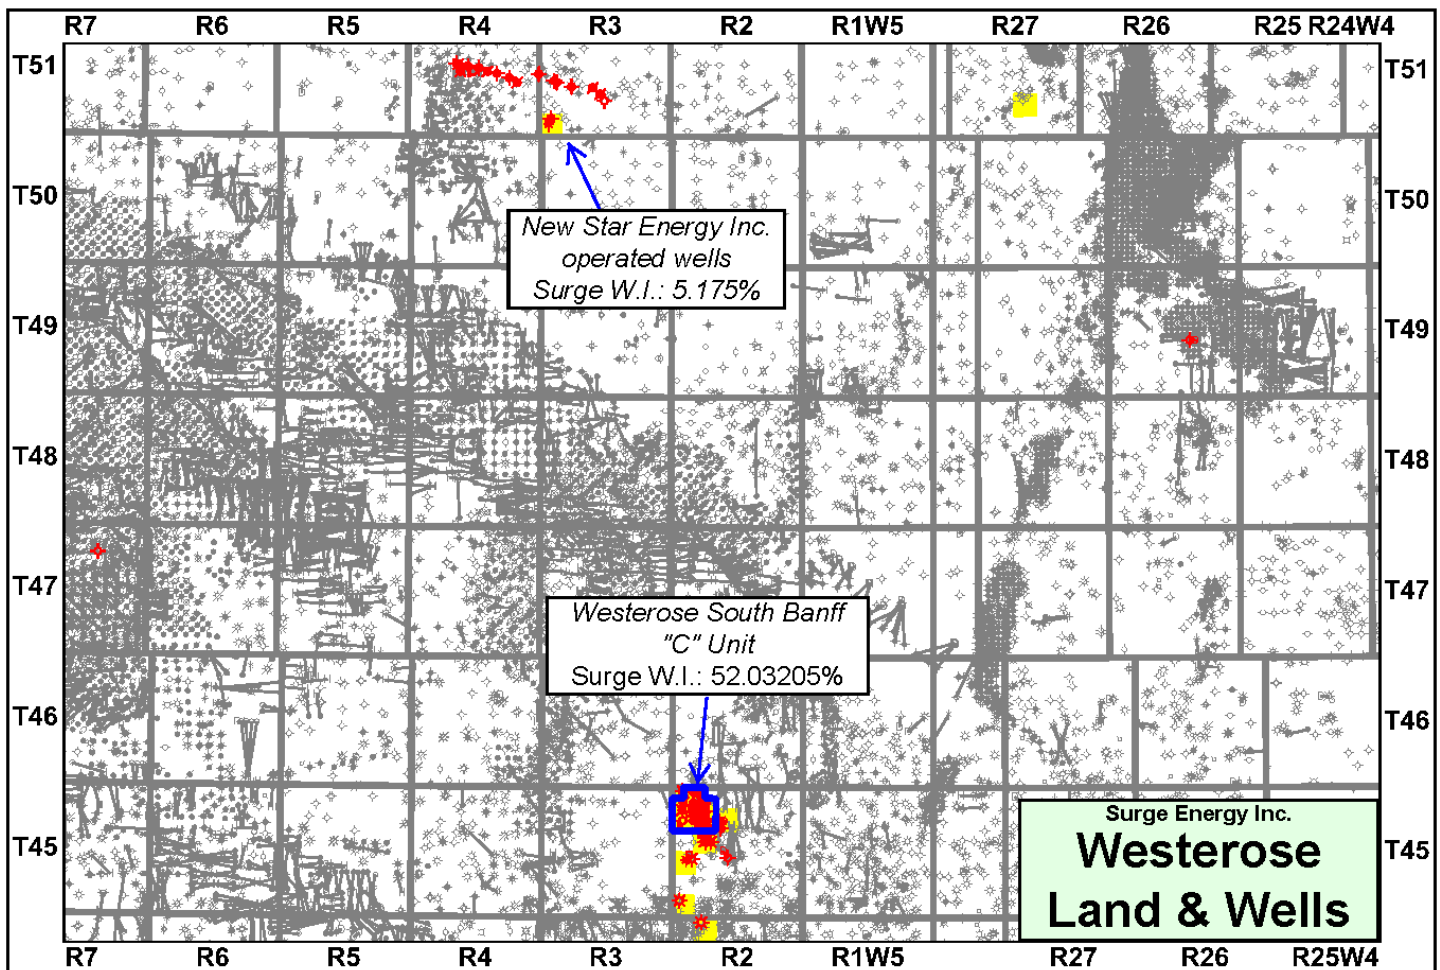 R7 R6 R5 R4 R3 R2 R1W5 R27 R26 R25 R24W4
T51 T51
T50 T50
New Star Energy Inc.
operated wells
Surge W.I.: 5.175%
T49 T49
T48 T48
T47 T47
Westerose South Banff
"C" Unit
Surge W.I.: 52.03205%
T46 T46
T45 T45
Surge Energy Inc.
Westerose
Land & Wells
R7 R6 R5 R4 R3 R2 R1W5 R27 R26 R25W4